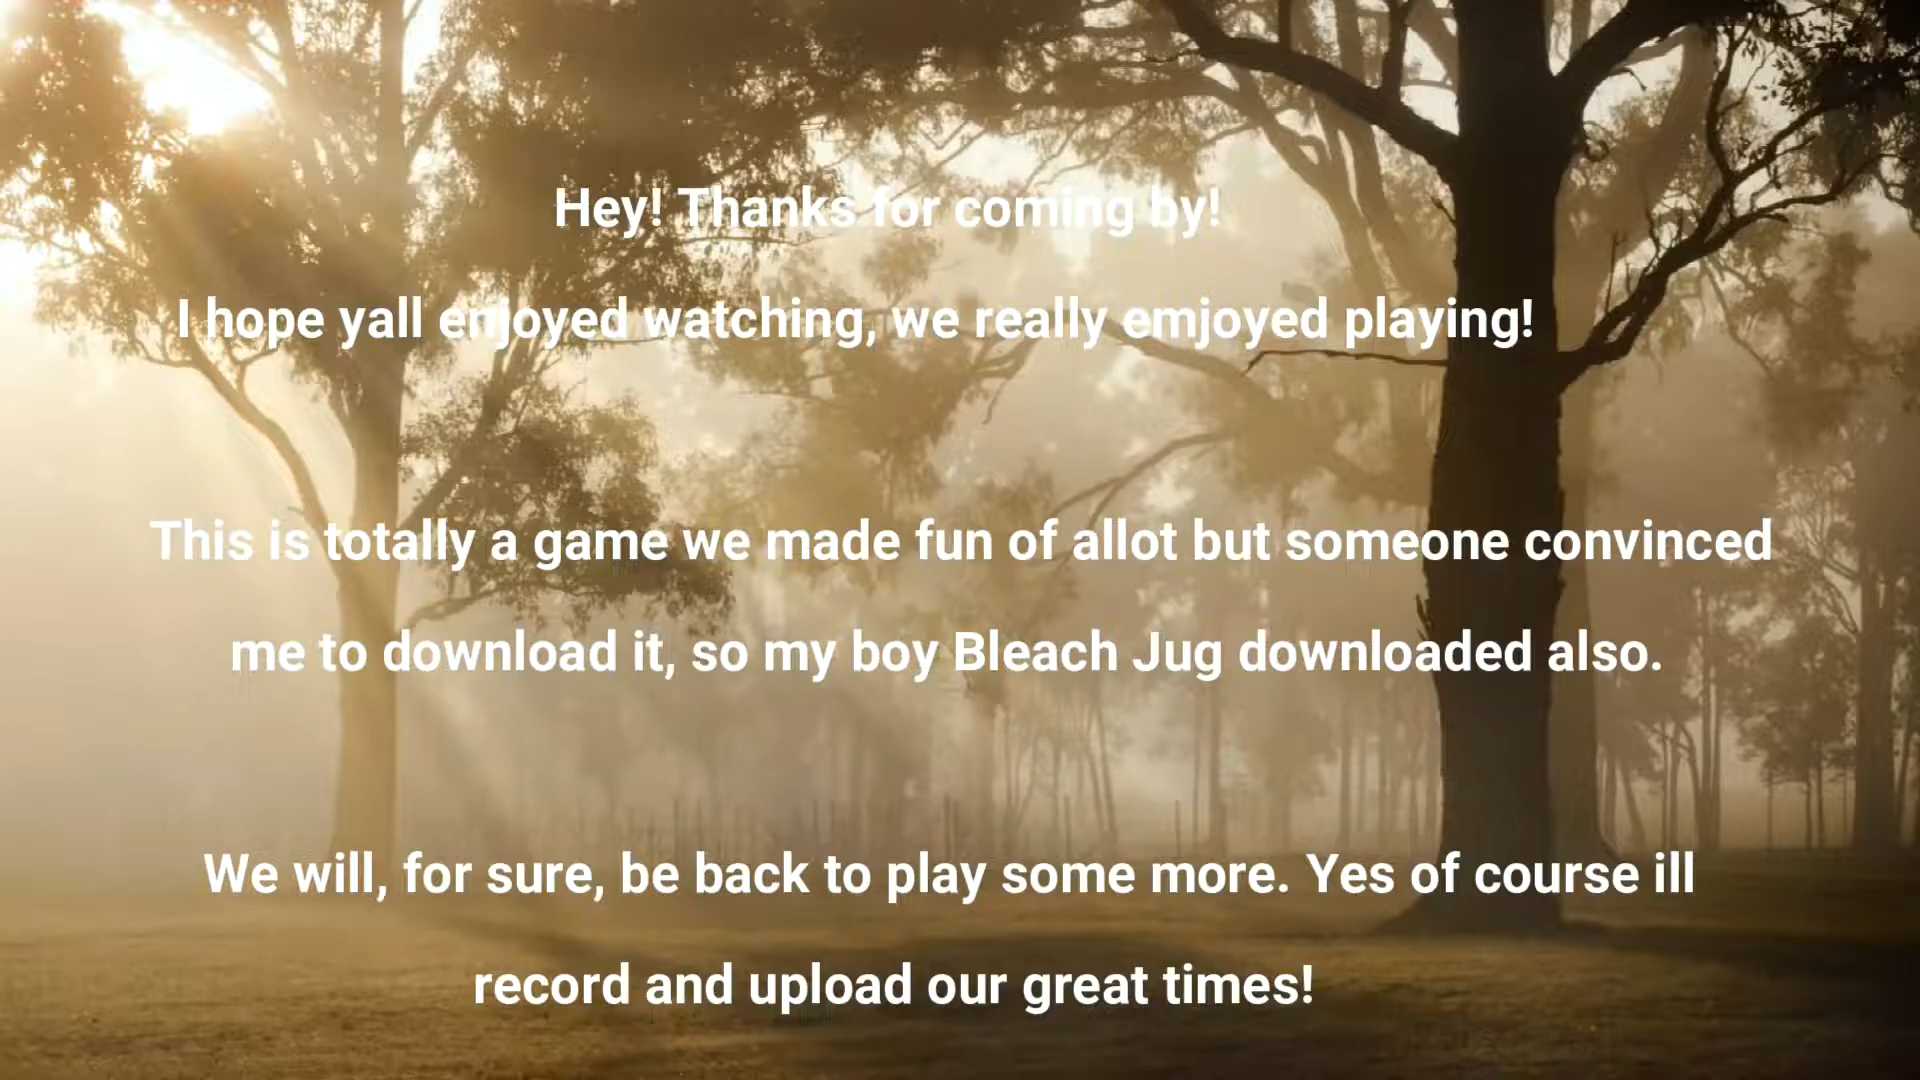 Hey! Thanks for coming by!
I hope yall enjoyed watching, we really emjoyed playing!
This is totally a game we made fun of allot but someone convinced
me to download it, so my boy Bleach Jug downloaded also.
We will, for sure, be back to play some more. Yes of course ill
record and upload our great times!